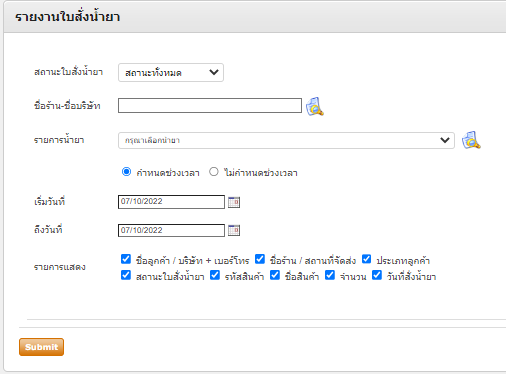 รายงานใบสั่งน้ำยา
สถานะใบสั่งน้ำยา สถานะทั้งหมด
ชื่อร้าน-ชื่อบริษัท
รายการน้ำยา กรุณาเลือกน้ำยา
กำหนดช่วงเวลา ไม่กำหนดช่วงเวลา
เริ่มวันที่ 07/10/2022
ถึงวันที่ 07/10/2022
รายการแสดง ชื่อลูกค้า / บริษัท + เบอร์โทร ชื่อร้าน / สถานที่จัดส่ง ประเภทลูกค้า
สถานะใบสั่งน้ำยา รหัสสินค้า ชื่อสินค้า จำนวน วันที่สั่งน้ำยา
Submit